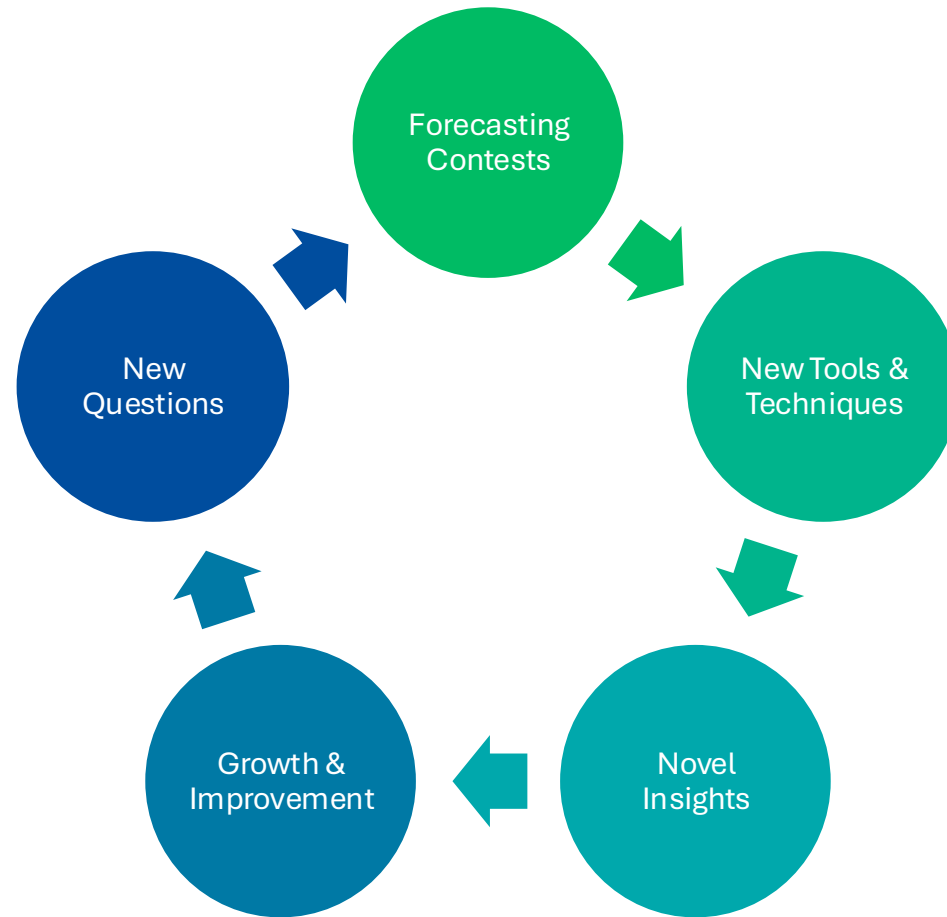 Forecasting
Contests
New Tools &
Techniques
Novel
Insights
Growth &
Improvement
New
Questions